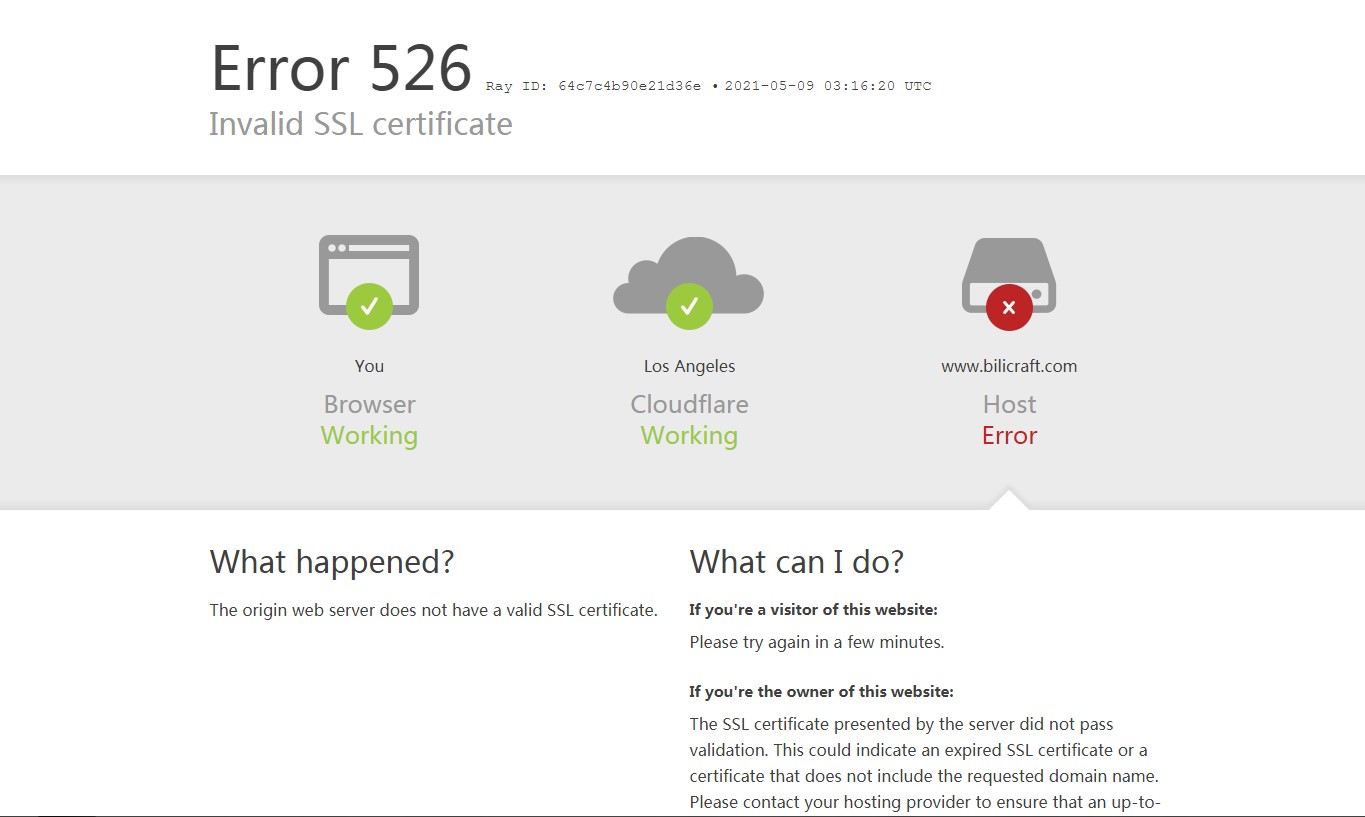 Error 526 Ray ID: 64c7c4b90e21d36e • 2021-05-09 03:16:20 UTC
Invalid SSL certificate
You
Browser
Working
Los Angeles
Cloudflare
Working
www.bilicraft.com
Host
Error
What happened?
The origin web server does not have a valid SSL certificate.
What can I do?
If you're a visitor of this website:
Please try again in a few minutes.
If you're the owner of this website:
The SSL certificate presented by the server did not pass
validation. This could indicate an expired SSL certificate or a
certificate that does not include the requested domain name.
Please contact your hosting provider to ensure that an up-to-